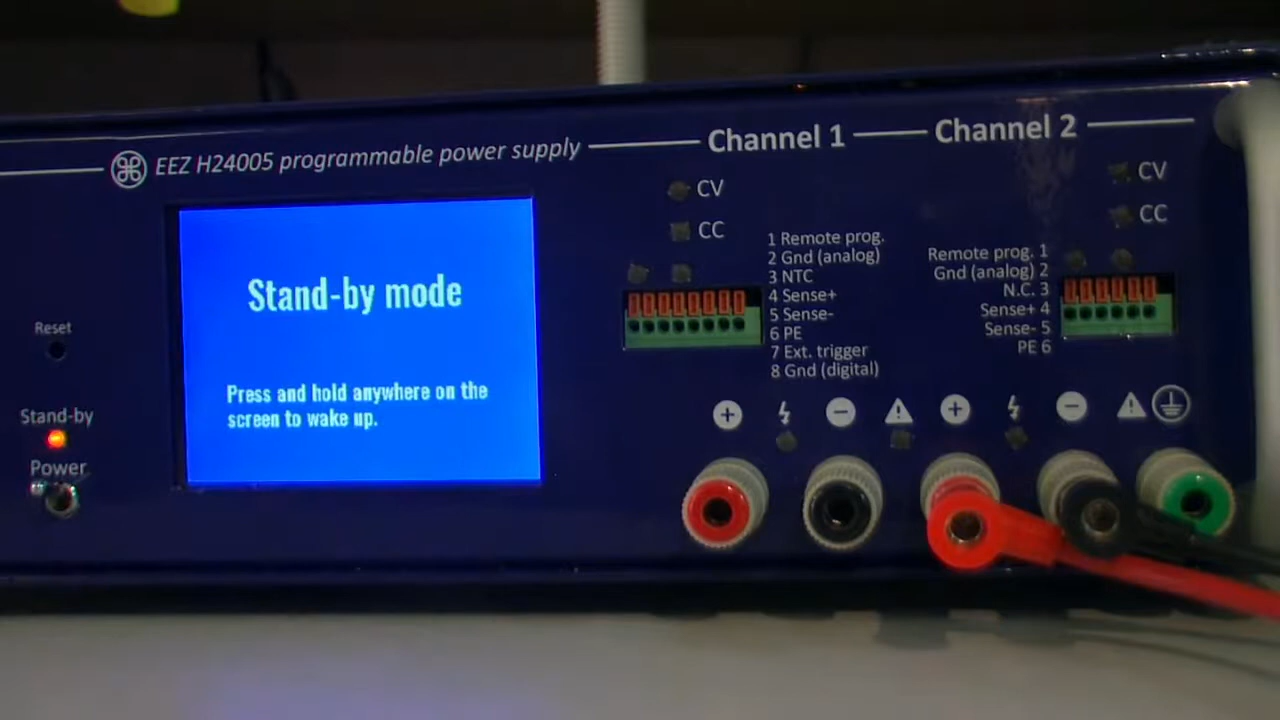 EEZ H24005 programmable power supply
Channel 1
Channel 2
CV
CC
1 Remote prog.
2 Gnd (analog)
3 NTC
4 Sense+
5 Sense-
6 PE
7 Ext. trigger
8 Gnd (digital)
CV
CC
Remote prog. 1
Gnd (analog) 2
N.C. 3
Sense+ 4
Sense- 5
PE 6
Stand-by mode
Press and hold anywhere on the
screen to wake up.
Reset
Stand-by
Power